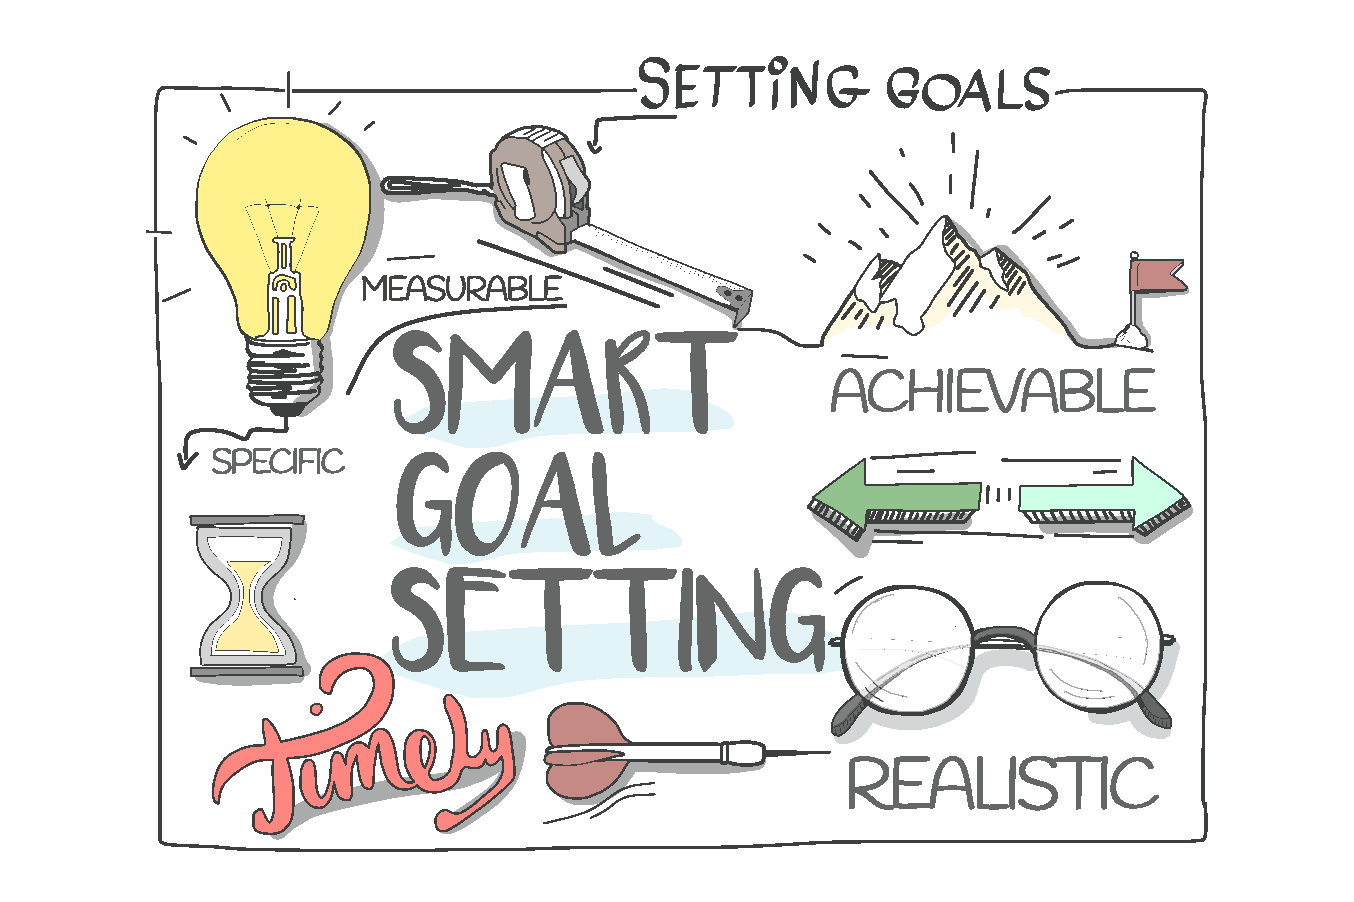 SETTING GOALS
MEASURABLE
SMART
GOAL
SETTING
ACHIEVABLE
SPECIFIC
Timely
REALISTIC